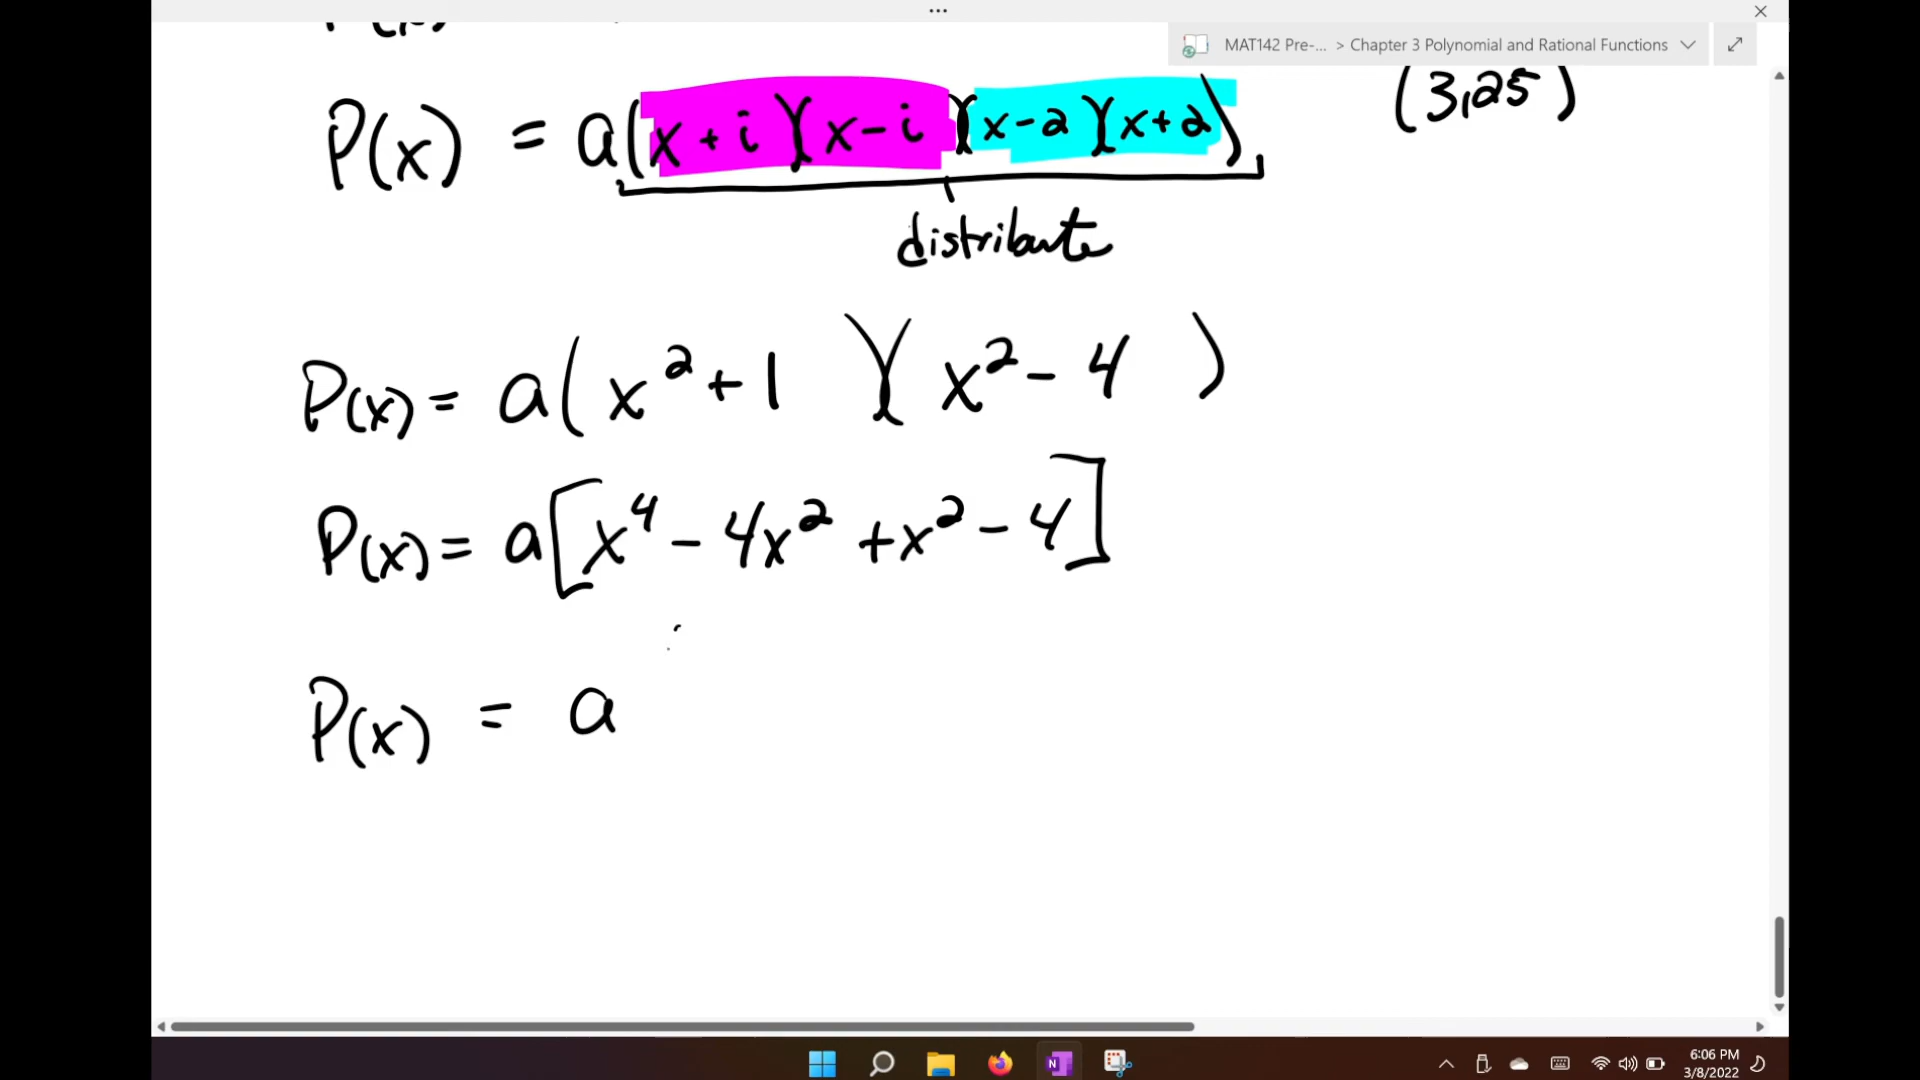 MAT142 Pre-... > Chapter 3 Polynomial and Rational Functions
(3,25)
P(x) = a(x + i)(x - i)(x - 2)(x + 2)
distribute
P(x) = a(x² + 1)(x² - 4)
P(x) = a[x⁴ - 4x² + x² - 4]
P(x) = a
6:06 PM
3/8/2022